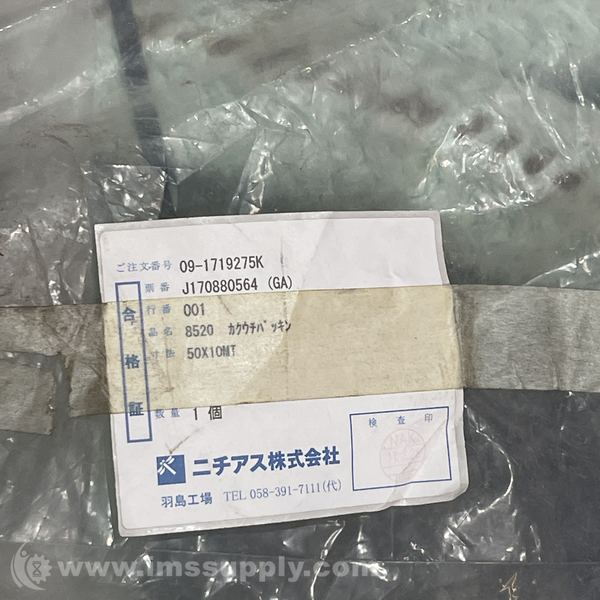 ご注文番号 09-1719275K
票番 J170880564 (GA)
行番 001
品名 8520 カクウチパッキン
寸法 50X10MT
数量 1個
合格証
検査印
ニチアス株式会社
羽島工場 TEL 058-391-7111(代)
www.imssupply.com